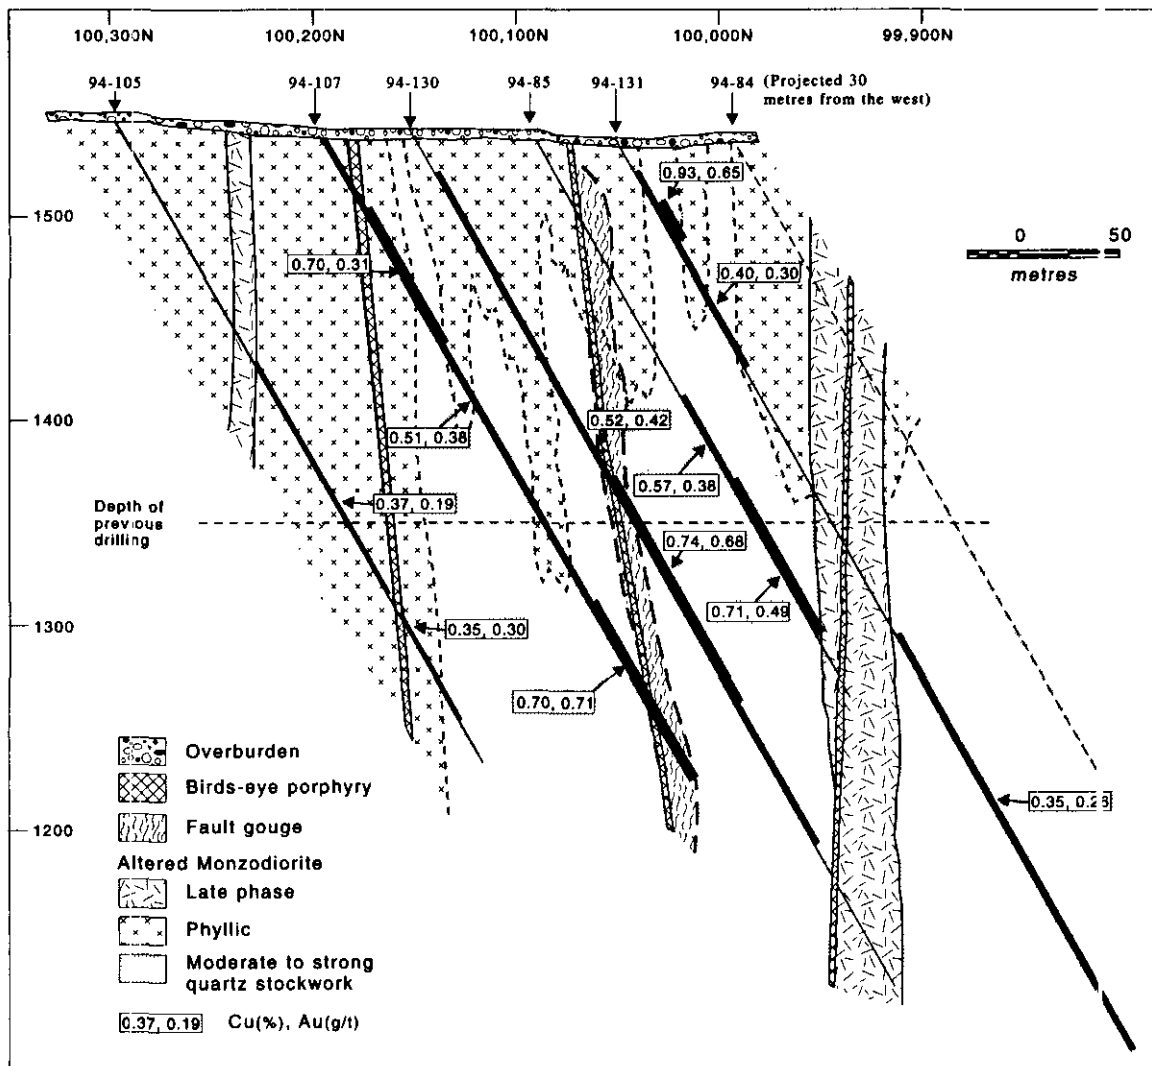 100,300N 100,200N 100,100N 100,000N 99,900N
94-105 94-107 94-130 94-85 94-131 94-84 (Projected 30
metres from the west)
0.93, 0.65
1500
0 50
metres
0.70, 0.31
0.40, 0.30
1400
0.52, 0.42
0.51, 0.38
0.57, 0.38
0.37, 0.19
Depth of
previous
drilling
0.74, 0.68
0.71, 0.49
1300
0.35, 0.30
0.70, 0.71
Overburden
Birds-eye porphyry
0.35, 0.26
1200
Fault gouge
Altered Monzodiorite
Late phase
Phyllic
Moderate to strong
quartz stockwork
0.37, 0.19 Cu(%), Au(g/t)